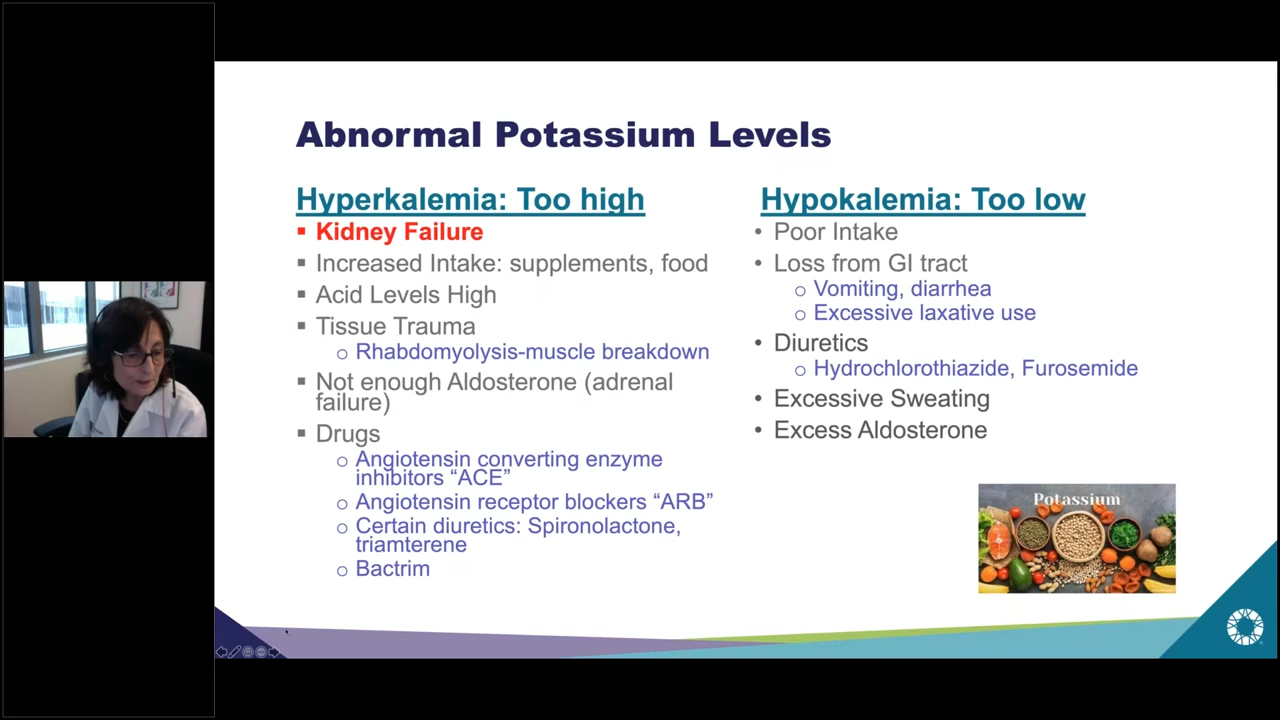 Abnormal Potassium Levels
Hyperkalemia: Too high
▪ Kidney Failure
▪ Increased Intake: supplements, food
▪ Acid Levels High
▪ Tissue Trauma
o Rhabdomyolysis-muscle breakdown
▪ Not enough Aldosterone (adrenal
failure)
▪ Drugs
o Angiotensin converting enzyme
inhibitors “ACE”
o Angiotensin receptor blockers “ARB”
o Certain diuretics: Spironolactone,
triamterene
o Bactrim
Hypokalemia: Too low
• Poor Intake
• Loss from GI tract
o Vomiting, diarrhea
o Excessive laxative use
• Diuretics
o Hydrochlorothiazide, Furosemide
• Excessive Sweating
• Excess Aldosterone
Potassium